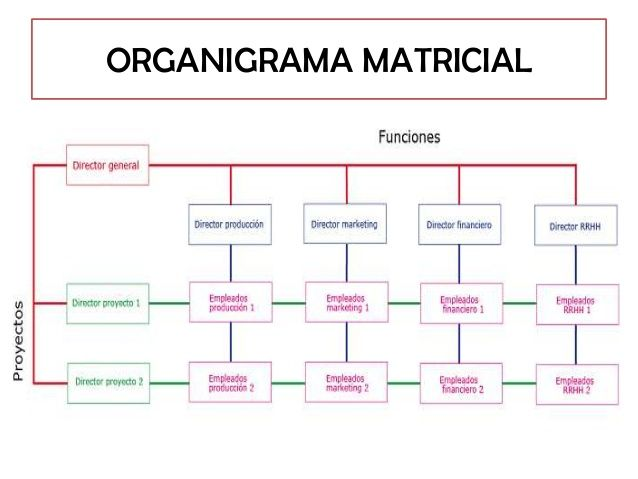 ORGANIGRAMA MATRICIAL
Funciones
Director general
Director producción
Director marketing
Director financiero
Director RRHH
Proyectos
Director proyecto 1
Empleados
producción 1
Empleados
marketing 1
Empleados
financiero 1
Empleados
RRHH 1
Director proyecto 2
Empleados
producción 2
Empleados
marketing 2
Empleados
financiero 2
Empleados
RRHH 2